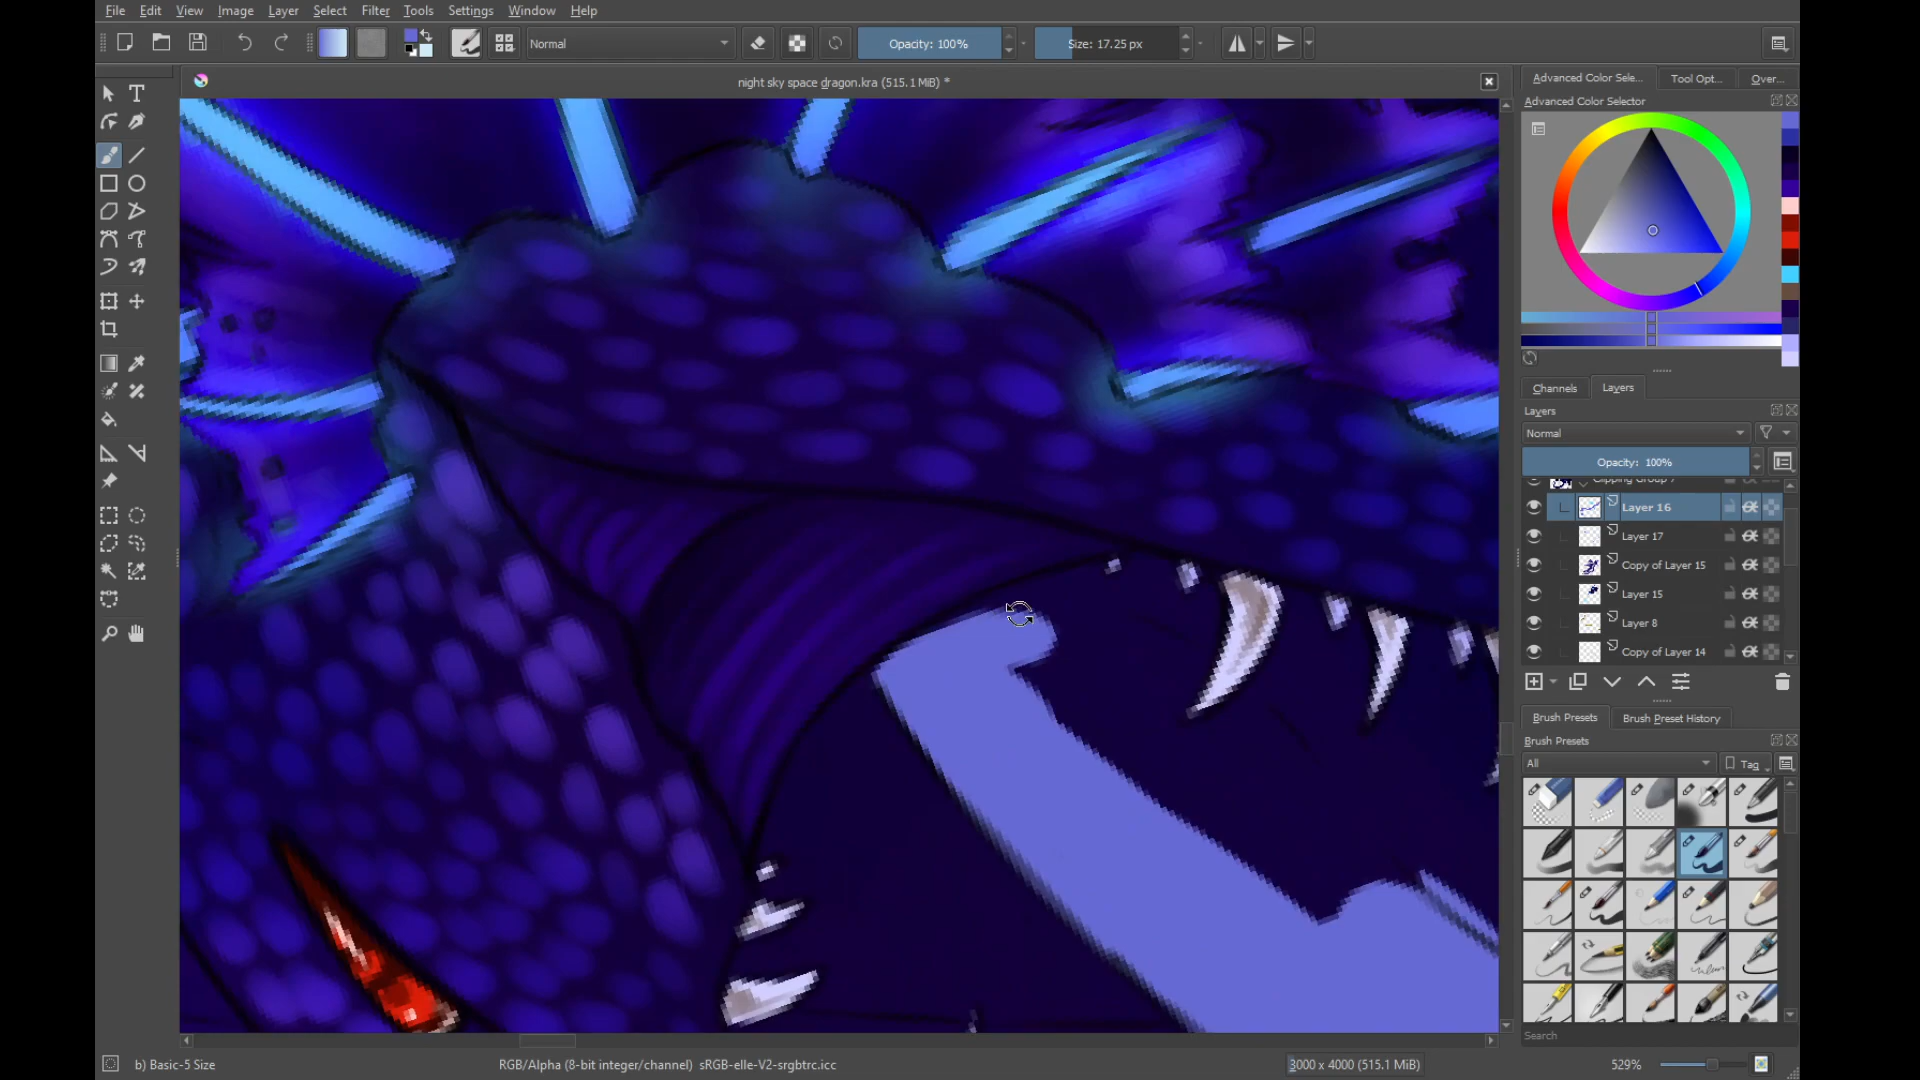 File Edit View Image Layer Select Filter Tools Settings Window Help
Normal
Opacity: 100%
Size: 17.25 px
night sky space dragon.kra (515.1 MiB) *
Advanced Color Sele...
Tool Opt...
Over...
Advanced Color Selector
Channels
Layers
Layers
Normal
Opacity: 100%
Clipping Group 7
Layer 16
Layer 17
Copy of Layer 15
Layer 15
Layer 8
Copy of Layer 14
Brush Presets
Brush Preset History
Brush Presets
All
Tag
Search
b) Basic-5 Size
RGB/Alpha (8-bit integer/channel) sRGB-elle-V2-srgbtrc.icc
3000 x 4000 (515.1 MiB)
529%